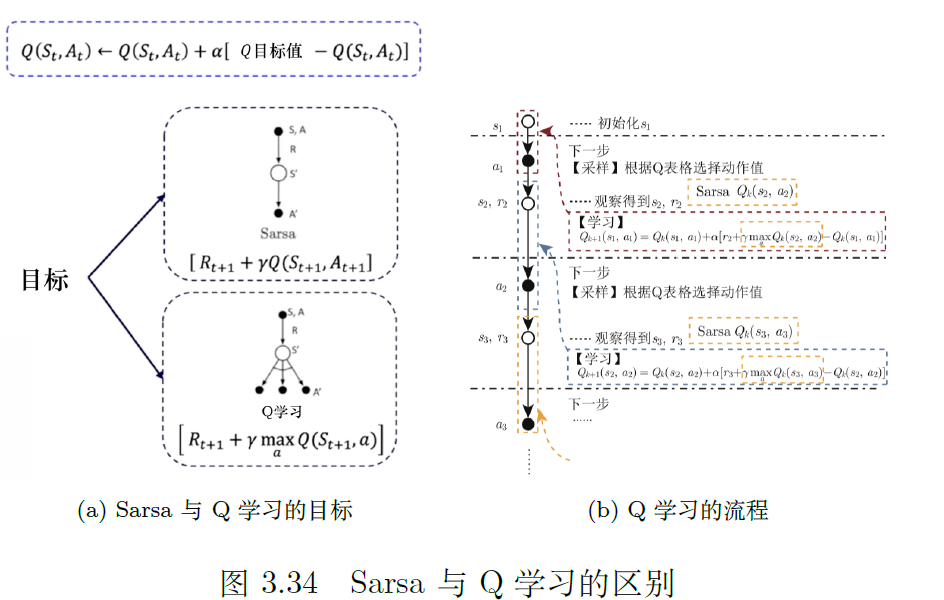 Q(S_t, A_t) ← Q(S_t, A_t) + α[ Q目标值 − Q(S_t, A_t)]
目标
S, A
R
S'
A'
Sarsa
[ R_{t+1} + γQ(S_{t+1}, A_{t+1}]
S, A
R
S'
A'
Q学习
[R_{t+1} + γ max_a Q(S_{t+1}, a)]
(a) Sarsa 与 Q 学习的目标
s_1
····· 初始化s_1
下一步
a_1
【采样】根据Q表格选择动作值
s_2, r_2
····· 观察得到s_2, r_2
Sarsa Q_k(s_2, a_2)
【学习】
Q_{k+1}(s_1, a_1) = Q_k(s_1, a_1)+α[r_2+γ max_a Q_k(s_2, a_2)−Q_k(s_1, a_1)]
下一步
a_2
【采样】根据Q表格选择动作值
s_3, r_3
····· 观察得到s_3, r_3
Sarsa Q_k(s_3, a_3)
【学习】
Q_{k+1}(s_2, a_2) = Q_k(s_2, a_2)+α[r_3+γ max_a Q_k(s_3, a_3)−Q_k(s_2, a_2)]
下一步
······
a_3
(b) Q 学习的流程
图 3.34 Sarsa 与 Q 学习的区别